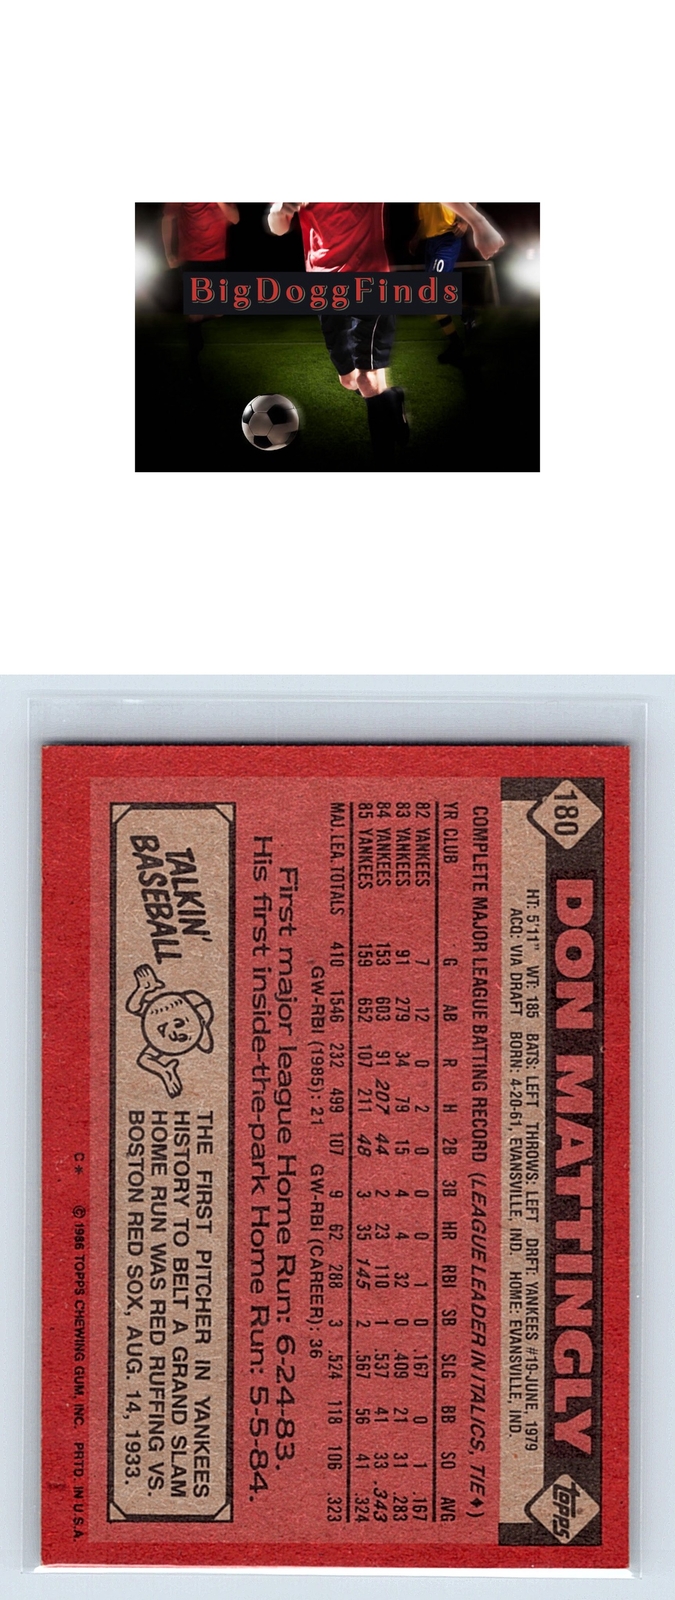 10
BigDoggFinds
180
DON MATTINGLY
topps
HT: 5'11" WT: 185 BATS: LEFT THROWS: LEFT DRFT: YANKEES #19-JUNE, 1979
ACQ: VIA DRAFT BORN: 4-20-61, EVANSVILLE, IND. HOME: EVANSVILLE, IND.
COMPLETE MAJOR LEAGUE BATTING RECORD (LEAGUE LEADER IN ITALICS, TIE♦)
YR CLUB G AB R H 2B 3B HR RBI SB SLG BB SO AVG
82 YANKEES 7 12 0 2 0 0 0 1 0 .167 0 1 .167
83 YANKEES 91 279 34 79 15 4 4 32 0 .409 21 31 .283
84 YANKEES 153 603 91 207 44 2 23 110 1 .537 41 33 .343
85 YANKEES 159 652 107 211 48 3 35 145 2 .567 56 41 .324
MAJ. LEA. TOTALS 410 1546 232 499 107 9 62 288 3 .524 118 106 .323
GW-RBI (1985): 21 GW-RBI (CAREER): 36
First major league Home Run: 6-24-83.
His first inside-the-park Home Run: 5-5-84.
TALKIN'
BASEBALL
THE FIRST PITCHER IN YANKEES
HISTORY TO BELT A GRAND SLAM
HOME RUN WAS RED RUFFING VS.
BOSTON RED SOX, AUG. 14, 1933.
C* © 1986 TOPPS CHEWING GUM, INC. PRTD. IN U.S.A.